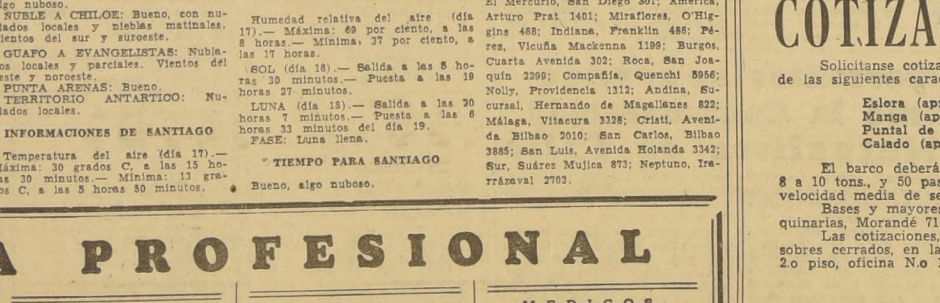 algo nuboso.
ÑUBLE A CHILOE: Bueno, con nu-
lados locales y nieblas matinales.
ientos del sur y suroeste.
GUAFO A EVANGELISTAS: Nubla-
os locales y parciales. Vientos del
este y noroeste.
PUNTA ARENAS: Bueno.
TERRITORIO ANTARTICO: Nu-
lados locales.
INFORMACIONES DE SANTIAGO
Temperatura del aire (día 17).—
áxima: 30 grados C, a las 15 ho-
as 30 minutos.— Mínima: 13 gra-
os C, a las 5 horas 50 minutos.
Humedad relativa del aire (día
17).— Máxima: 69 por ciento, a las
8 horas.— Mínima, 37 por ciento, a
las 17 horas.
SOL (día 18).— Salida a las 5 ho-
ras 30 minutos.— Puesta a las 19
horas 27 minutos.
LUNA (día 18).— Salida a las 20
horas 7 minutos.— Puesta a las 6
horas 33 minutos del día 19.
FASE: Luna llena.
TIEMPO PARA SANTIAGO
Bueno, algo nuboso.
El Mercurio, San Diego 301; América,
Arturo Prat 1401; Miraflores, O'Hig-
gins 488; Indiana, Franklin 486; Pé-
rez, Vicuña Mackenna 1199; Burgos,
Cuarta Avenida 302; Roca, San Joa-
quín 2299; Compañía, Quenchi 5956;
Nolly, Providencia 1312; Andina, Su-
cursal, Hernando de Magallanes 822;
Málaga, Vitacura 3328; Cristi, Aveni-
da Bilbao 2010; San Carlos, Bilbao
3885; San Luis, Avenida Holanda 3342;
Sur, Suárez Mujica 873; Neptuno, Ira-
rrázaval 2702.
COTIZA
Solicítanse cotiza
de las siguientes cara
Eslora (ap
Manga (ap
Puntal de
Calado (ap
El barco deberá
8 a 10 tons., y 50 pas
velocidad media de se
Bases y mayore
quinarias, Morandé 71
Las cotizaciones,
sobres cerrados, en la
2.o piso, oficina N.o
A PROFESIONAL
MEDICOS